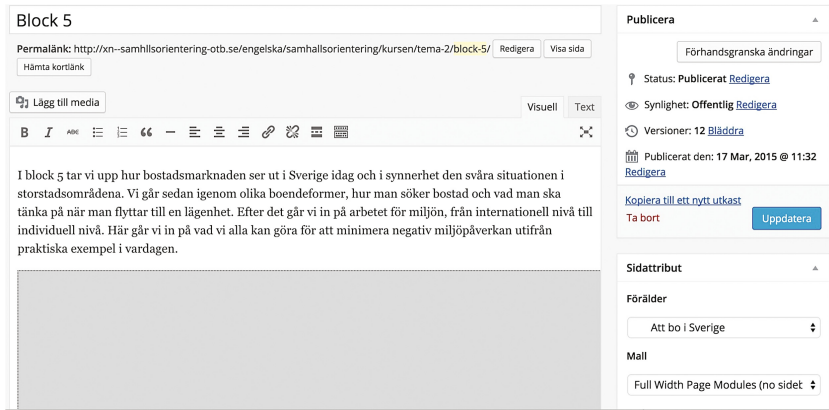 Block 5
Permalänk: http://xn--samhllsorientering-otb.se/engelska/samhallsorientering/kursen/tema-2/block-5/ Redigera Visa sida
Hämta kortlänk
Lägg till media
Visuell Text
B I ABC
I block 5 tar vi upp hur bostadsmarknaden ser ut i Sverige idag och i synnerhet den svåra situationen i
storstadsområdena. Vi går sedan igenom olika boendeformer, hur man söker bostad och vad man ska
tänka på när man flyttar till en lägenhet. Efter det går vi in på arbetet för miljön, från internationell nivå till
individuell nivå. Här går vi in på vad vi alla kan göra för att minimera negativ miljöpåverkan utifrån
praktiska exempel i vardagen.
Publicera
Förhandsgranska ändringar
Status: Publicerat Redigera
Synlighet: Offentlig Redigera
Versioner: 12 Bläddra
Publicerat den: 17 Mar, 2015 @ 11:32
Redigera
Kopiera till ett nytt utkast
Ta bort
Uppdatera
Sidattribut
Förälder
Att bo i Sverige
Mall
Full Width Page Modules (no sideb